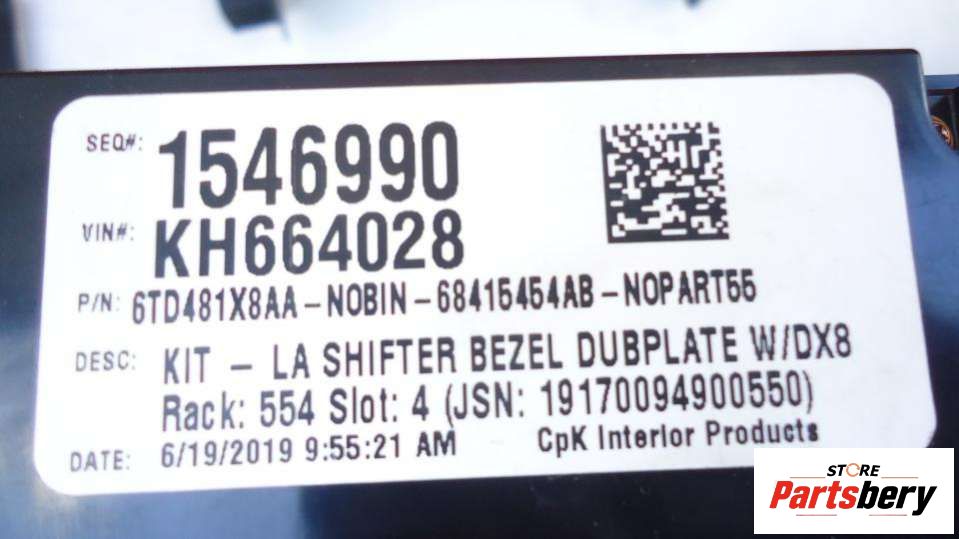 SEQ#: 1546990
VIN#: KH664028
P/N: 6TD481X8AA-NOBIN-68415454AB-NOPART55
DESC: KIT - LA SHIFTER BEZEL DUBPLATE W/DX8
Rack: 554 Slot: 4 (JSN: 19170094900550)
DATE: 6/19/2019 9:55:21 AM CpK Interior Products
STORE
Partsbery